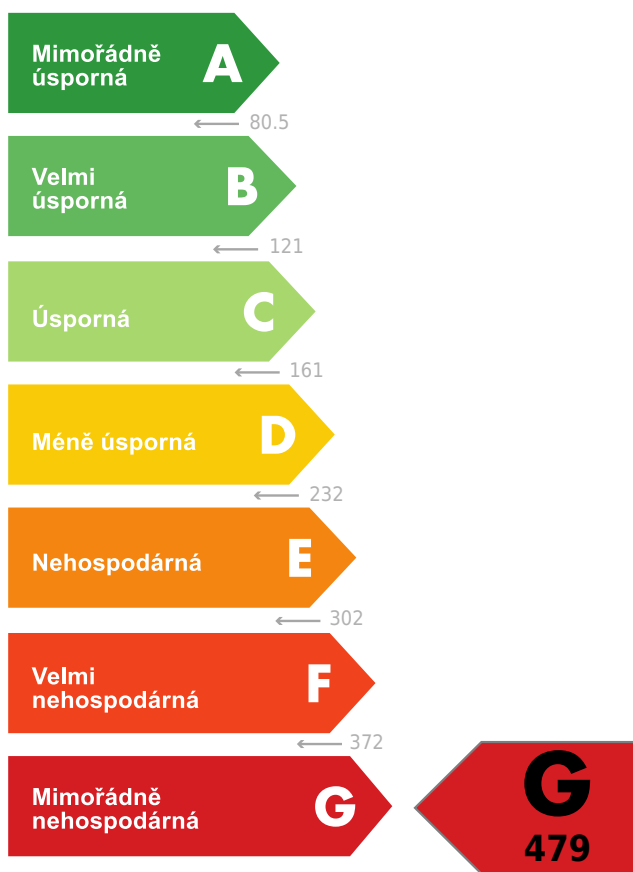 Mimořádně
úsporná
A
← 80.5
Velmi
úsporná
B
← 121
Úsporná C
← 161
Méně úsporná D
← 232
Nehospodárná E
← 302
Velmi
nehospodárná
F
← 372
Mimořádně
nehospodárná
G
G
479